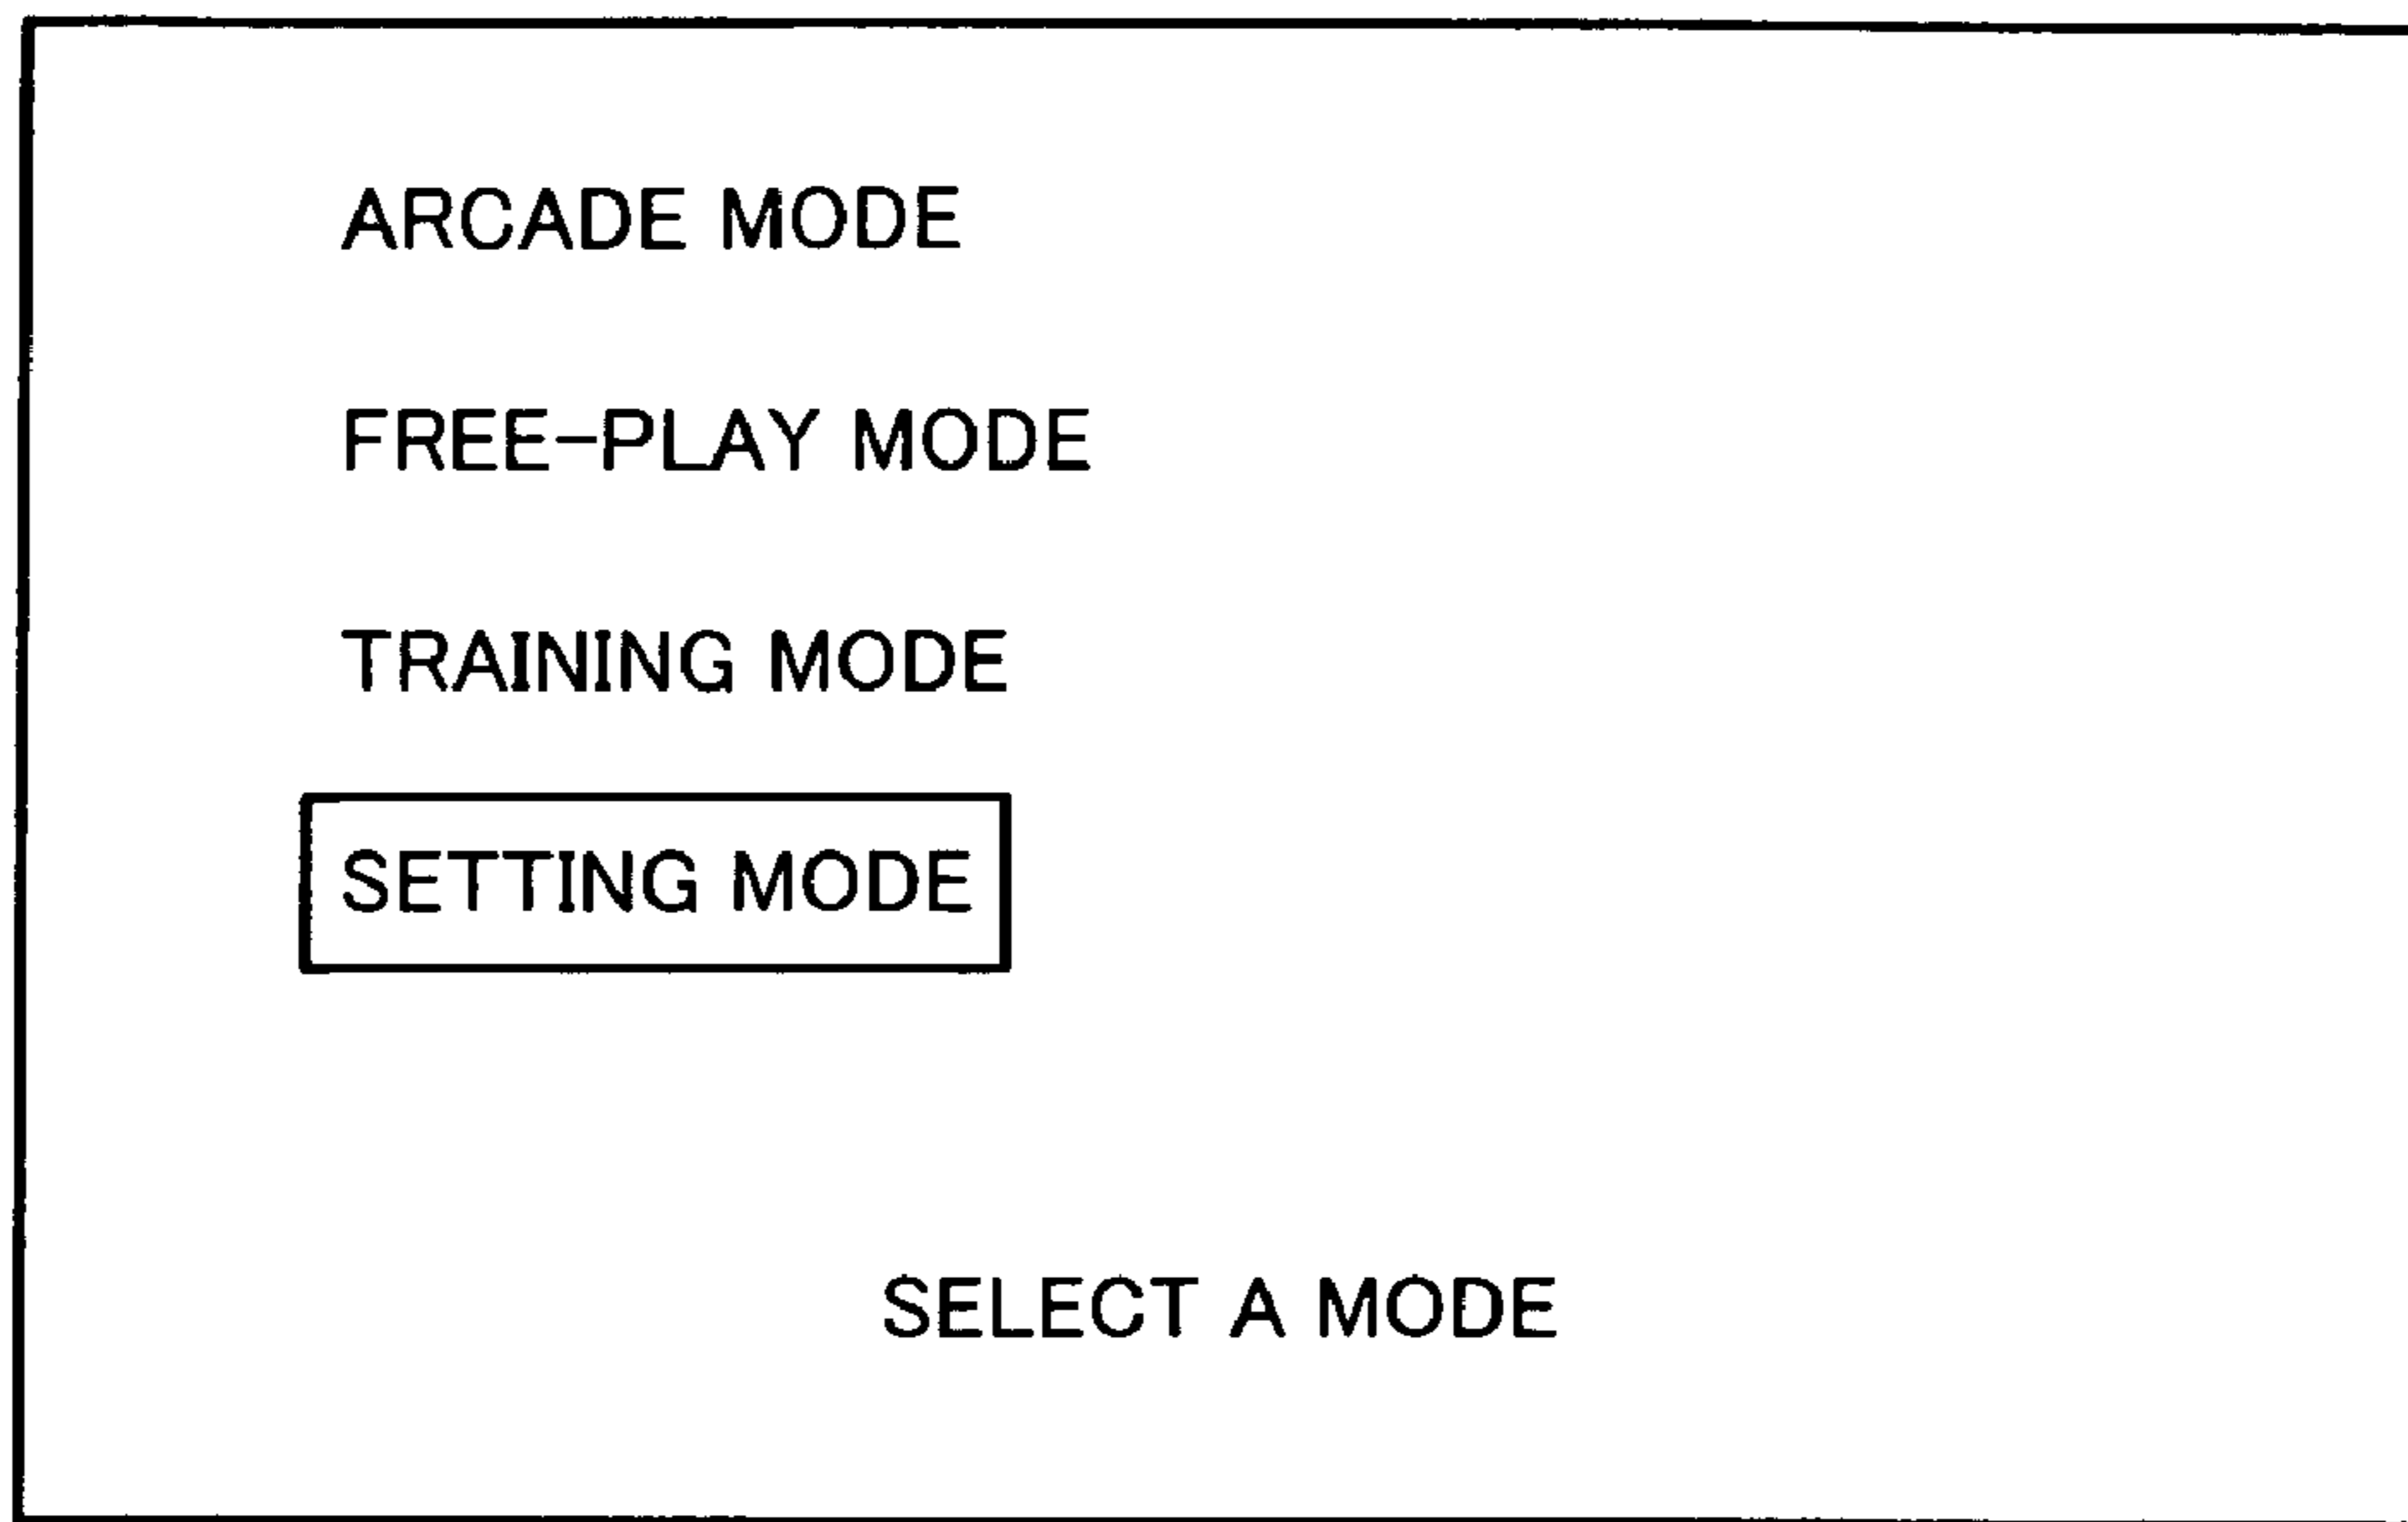 ARCADE MODE
FREE-PLAY MODE
TRAINING MODE
SETTING MODE
SELECT A MODE